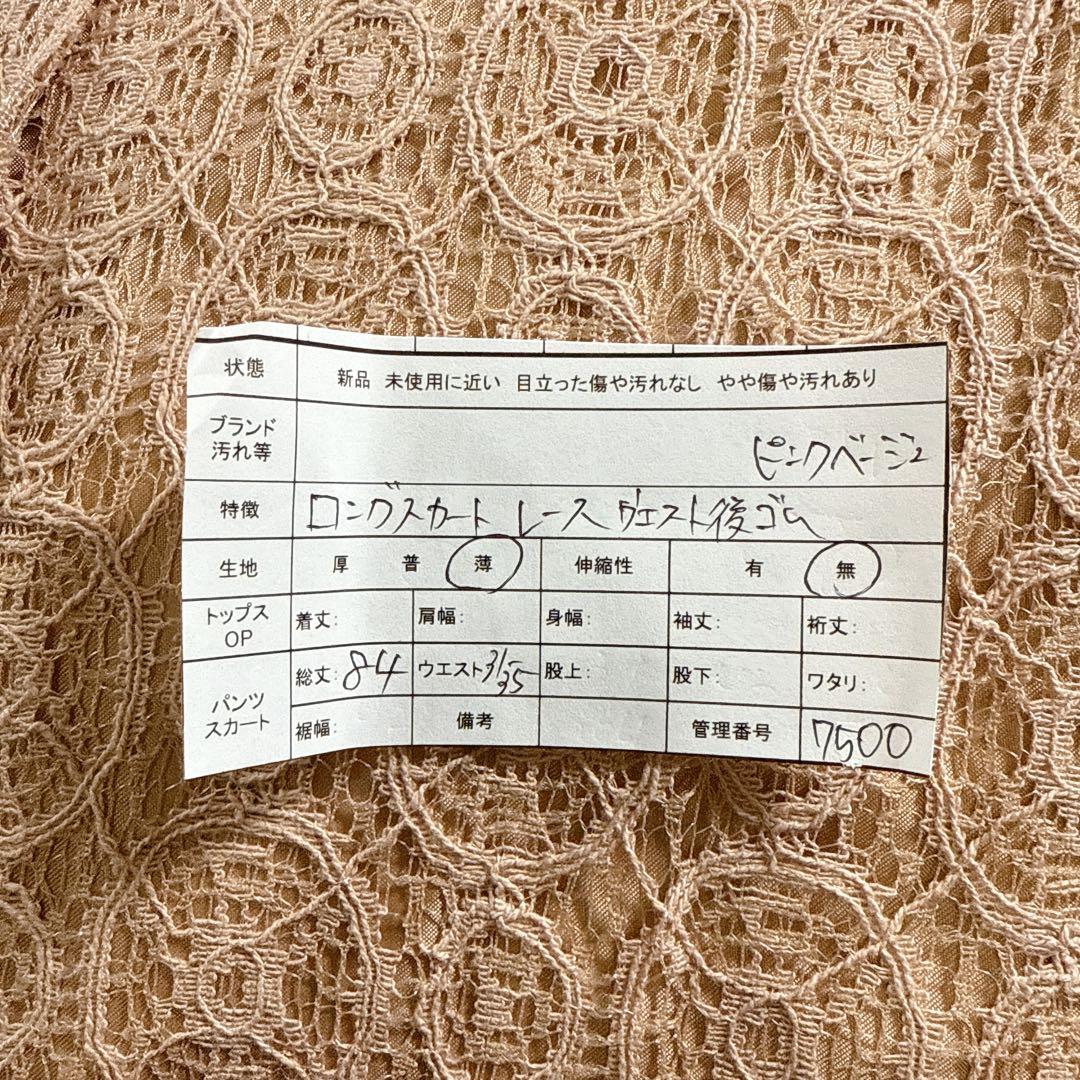 状態 新品 未使用に近い 目立った傷や汚れなし やや傷や汚れあり
ブランド
汚れ等
ピンクベージュ
特徴 ロングスカート レース ウエスト後ゴム
生地 厚 普 薄 伸縮性 有 無
トップス
OP
着丈: 肩幅: 身幅: 袖丈: 裄丈:
パンツ
スカート
総丈: 84 ウエスト 31/35 股上: 股下: ワタリ:
裾幅: 備考 管理番号 7500